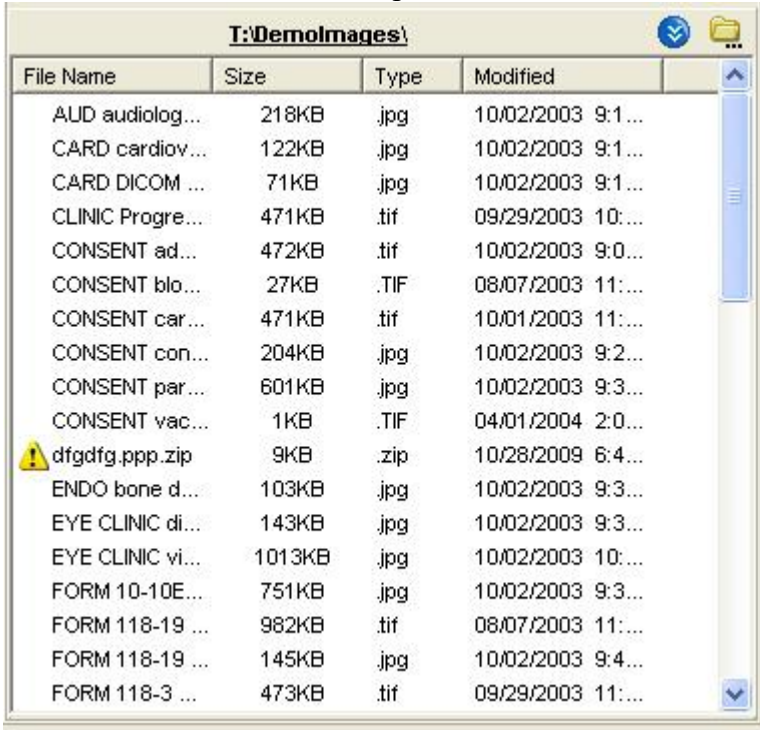 T:\DemoImages\
File Name Size Type Modified
AUD audiolog... 218KB .jpg 10/02/2003 9:1...
CARD cardiov... 122KB .jpg 10/02/2003 9:1...
CARD DICOM ... 71KB .jpg 10/02/2003 9:1...
CLINIC Progre... 471KB .tif 09/29/2003 10:...
CONSENT ad... 472KB .tif 10/02/2003 9:0...
CONSENT blo... 27KB .TIF 08/07/2003 11:...
CONSENT car... 471KB .tif 10/01/2003 11:...
CONSENT con... 204KB .jpg 10/02/2003 9:2...
CONSENT par... 601KB .jpg 10/02/2003 9:3...
CONSENT vac... 1KB .TIF 04/01/2004 2:0...
dfgdfg.ppp.zip 9KB .zip 10/28/2009 6:4...
ENDO bone d... 103KB .jpg 10/02/2003 9:3...
EYE CLINIC di... 143KB .jpg 10/02/2003 9:3...
EYE CLINIC vi... 1013KB .jpg 10/02/2003 10:...
FORM 10-10E... 751KB .jpg 10/02/2003 9:3...
FORM 118-19 ... 982KB .tif 08/07/2003 11:...
FORM 118-19 ... 145KB .jpg 10/02/2003 9:4...
FORM 118-3 ... 473KB .tif 09/29/2003 11:...